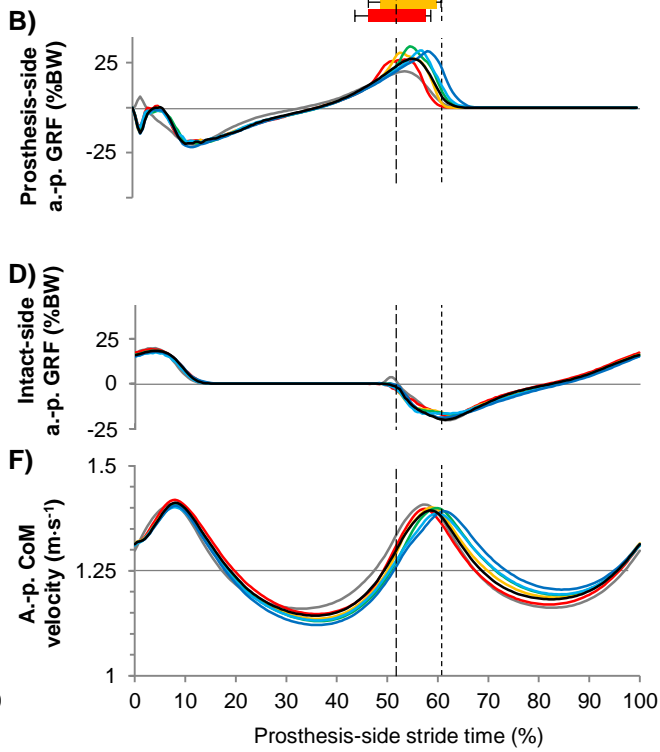 B)
Prosthesis-side
a.-p. GRF (%BW)
25
-25
D)
Intact-side
a.-p. GRF (%BW)
25
0
-25
F)
A.-p. CoM
velocity (m·s-1)
1.5
1.25
1
0 10 20 30 40 50 60 70 80 90 100
Prosthesis-side stride time (%)